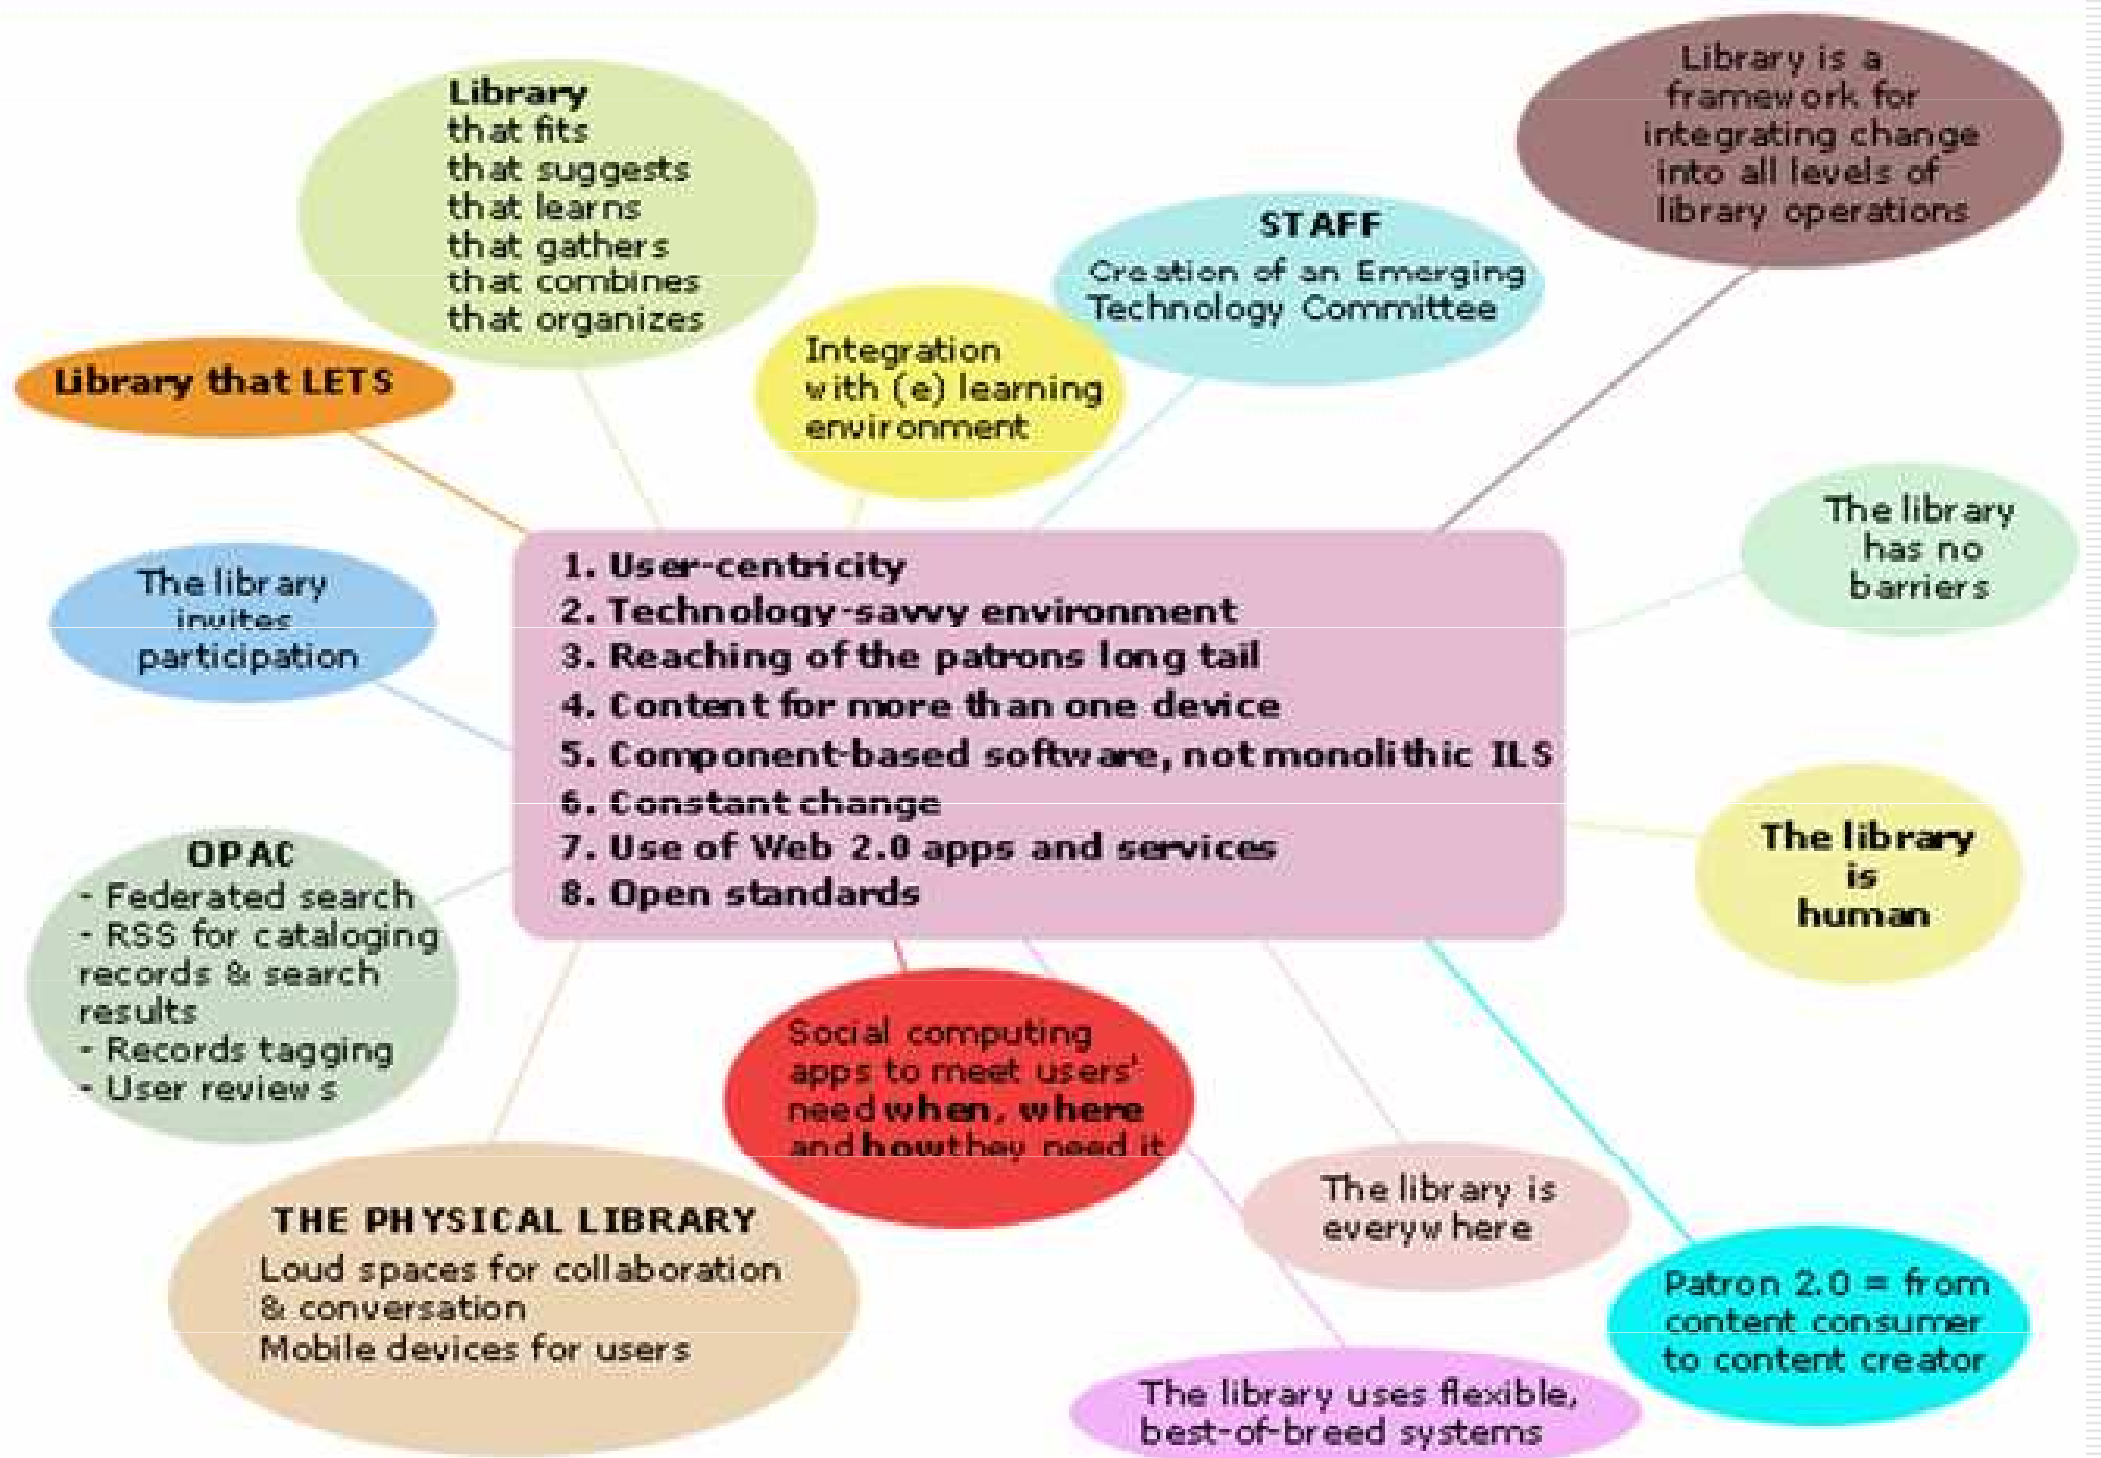 Library
that fits
that suggests
that learns
that gathers
that combines
that organizes
Library is a
framework for
integrating change
into all levels of
library operations
STAFF
Creation of an Emerging
Technology Committee
Integration
with (e) learning
environment
Library that LETS
The library
has no
barriers
The library
invites
participation
1. User-centricity
2. Technology-savvy environment
3. Reaching of the patrons long tail
4. Content for more than one device
5. Component-based software, not monolithic ILS
6. Constant change
7. Use of Web 2.0 apps and services
8. Open standards
The library
is
human
OPAC
- Federated search
- RSS for cataloging
records & search
results
- Records tagging
- User reviews
Social computing
apps to meet users'
need when, where
and how they need it
THE PHYSICAL LIBRARY
Loud spaces for collaboration
& conversation
Mobile devices for users
The library is
everywhere
Patron 2.0 = from
content consumer
to content creator
The library uses flexible,
best-of-breed systems